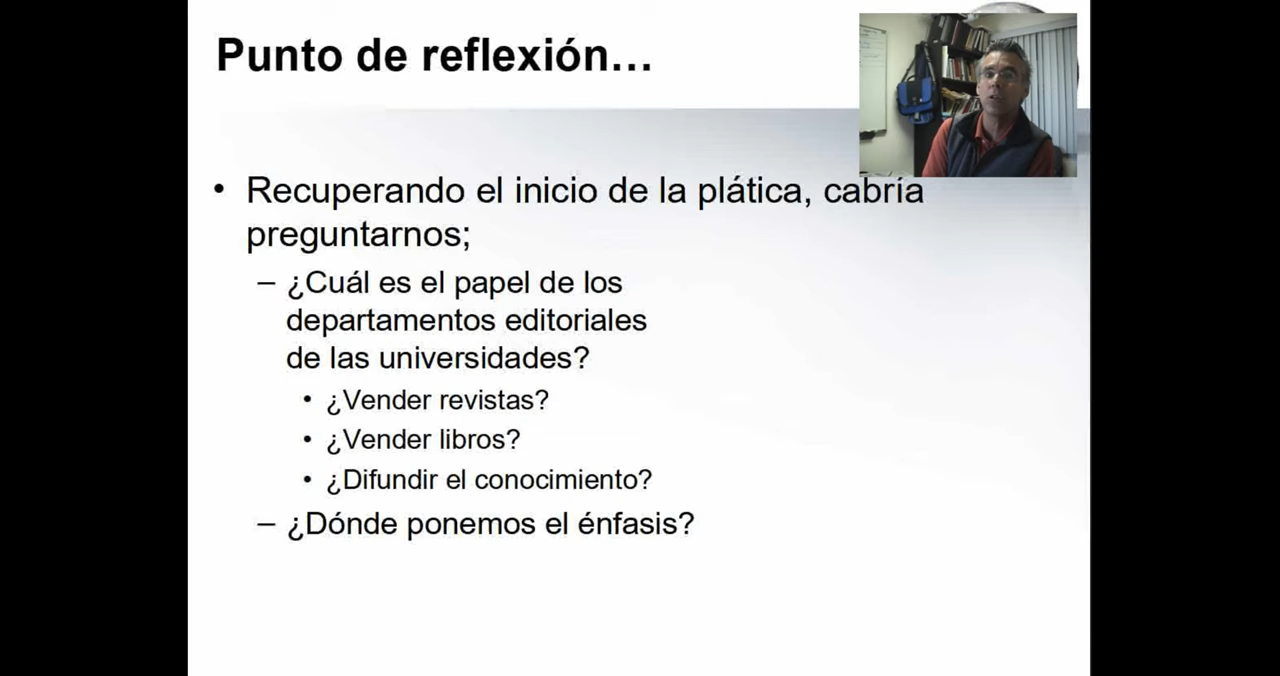 Punto de reflexión...
• Recuperando el inicio de la plática, cabría
preguntarnos;
– ¿Cuál es el papel de los
departamentos editoriales
de las universidades?
• ¿Vender revistas?
• ¿Vender libros?
• ¿Difundir el conocimiento?
– ¿Dónde ponemos el énfasis?